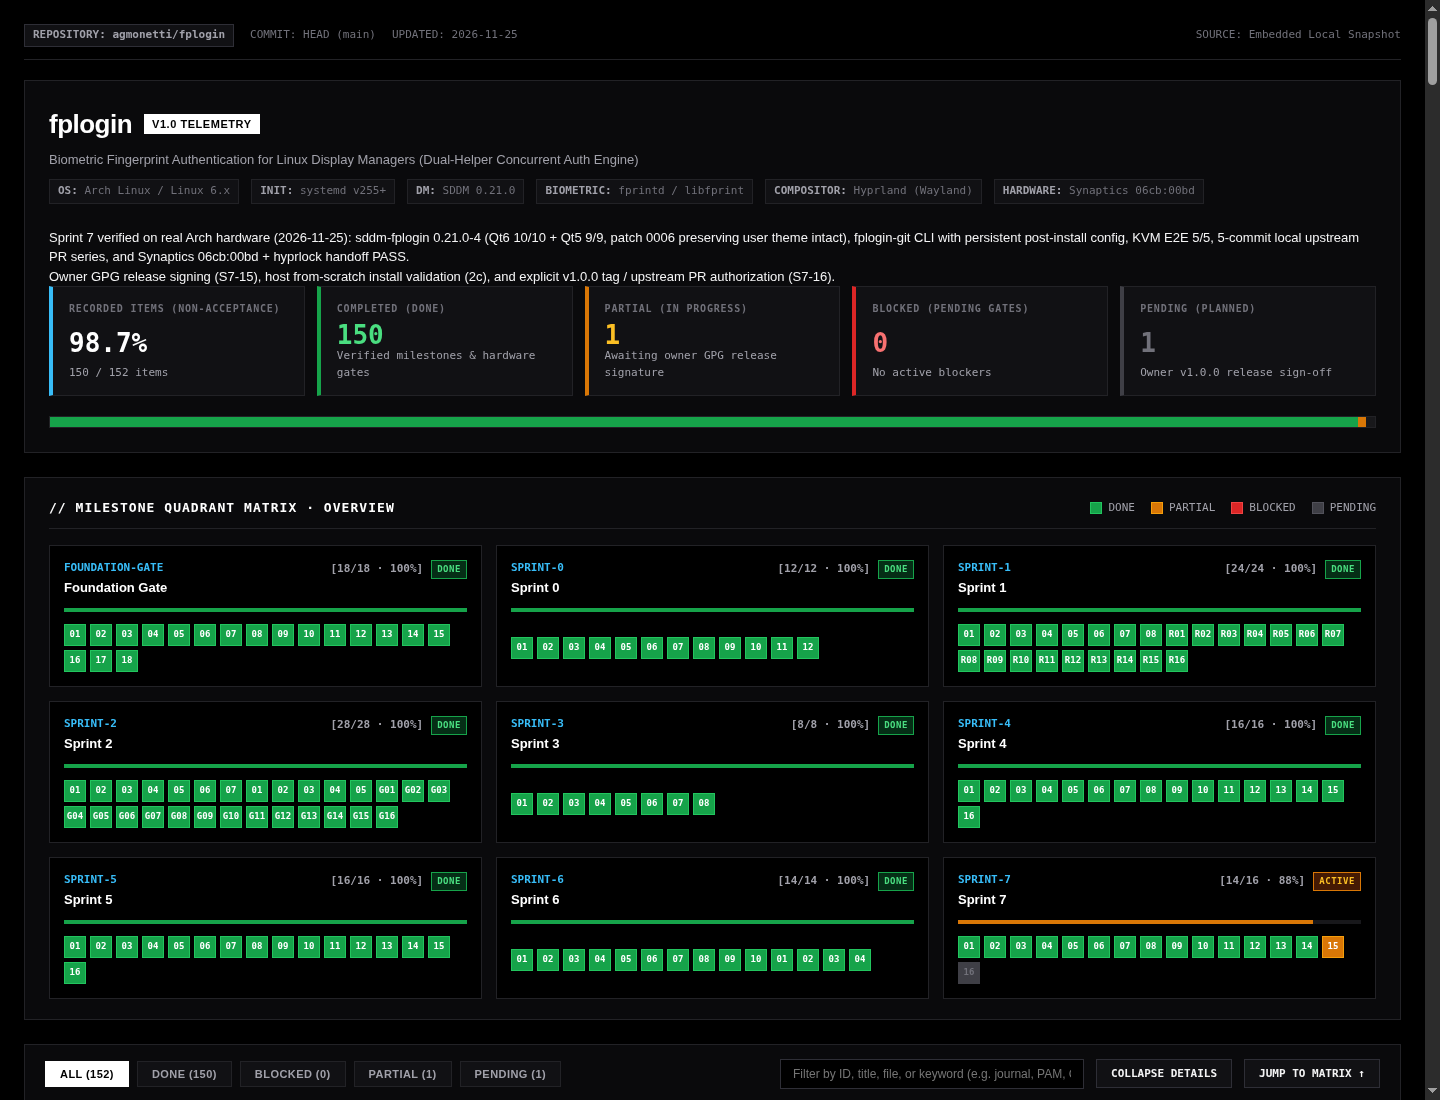 REPOSITORY: agmonetti/fplogin COMMIT: HEAD (main) UPDATED: 2026-11-25 SOURCE: Embedded Local Snapshot
fplogin V1.0 TELEMETRY
Biometric Fingerprint Authentication for Linux Display Managers (Dual-Helper Concurrent Auth Engine)
OS: Arch Linux / Linux 6.x INIT: systemd v255+ DM: SDDM 0.21.0 BIOMETRIC: fprintd / libfprint COMPOSITOR: Hyprland (Wayland) HARDWARE: Synaptics 06cb:00bd
Sprint 7 verified on real Arch hardware (2026-11-25): sddm-fplogin 0.21.0-4 (Qt6 10/10 + Qt5 9/9, patch 0006 preserving user theme intact), fplogin-git CLI with persistent post-install config, KVM E2E 5/5, 5-commit local upstream
PR series, and Synaptics 06cb:00bd + hyprlock handoff PASS.
Owner GPG release signing (S7-15), host from-scratch install validation (2c), and explicit v1.0.0 tag / upstream PR authorization (S7-16).
RECORDED ITEMS (NON-ACCEPTANCE)
98.7%
150 / 152 items
COMPLETED (DONE)
150
Verified milestones & hardware
gates
PARTIAL (IN PROGRESS)
1
Awaiting owner GPG release
signature
BLOCKED (PENDING GATES)
0
No active blockers
PENDING (PLANNED)
1
Owner v1.0.0 release sign-off
// MILESTONE QUADRANT MATRIX · OVERVIEW DONE PARTIAL BLOCKED PENDING
FOUNDATION-GATE [18/18 · 100%] DONE
Foundation Gate
01 02 03 04 05 06 07 08 09 10 11 12 13 14 15
16 17 18
SPRINT-0 [12/12 · 100%] DONE
Sprint 0
01 02 03 04 05 06 07 08 09 10 11 12
SPRINT-1 [24/24 · 100%] DONE
Sprint 1
01 02 03 04 05 06 07 08 R01 R02 R03 R04 R05 R06 R07
R08 R09 R10 R11 R12 R13 R14 R15 R16
SPRINT-2 [28/28 · 100%] DONE
Sprint 2
01 02 03 04 05 06 07 01 02 03 04 05 G01 G02 G03
G04 G05 G06 G07 G08 G09 G10 G11 G12 G13 G14 G15 G16
SPRINT-3 [8/8 · 100%] DONE
Sprint 3
01 02 03 04 05 06 07 08
SPRINT-4 [16/16 · 100%] DONE
Sprint 4
01 02 03 04 05 06 07 08 09 10 11 12 13 14 15
16
SPRINT-5 [16/16 · 100%] DONE
Sprint 5
01 02 03 04 05 06 07 08 09 10 11 12 13 14 15
16
SPRINT-6 [14/14 · 100%] DONE
Sprint 6
01 02 03 04 05 06 07 08 09 10 01 02 03 04
SPRINT-7 [14/16 · 88%] ACTIVE
Sprint 7
01 02 03 04 05 06 07 08 09 10 11 12 13 14 15
16
ALL (152) DONE (150) BLOCKED (0) PARTIAL (1) PENDING (1) Filter by ID, title, file, or keyword (e.g. journal, PAM, COLLAPSE DETAILS JUMP TO MATRIX ↑